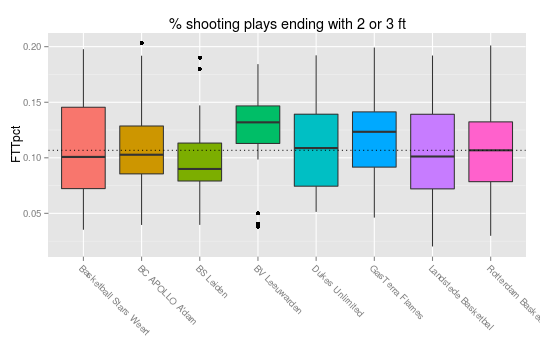 % shooting plays ending with 2 or 3 ft
FTTpct
0.20
0.15
0.10
0.05
Basketball Stars Weert
BC APOLLO A'dam
BS Leiden
BV Leeuwarden
Dukes Unlimited
GasTerra Flames
Landstede Basketbal
Rotterdam Baske